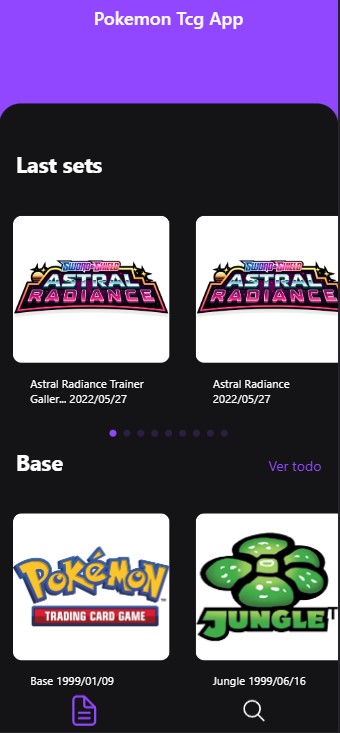 Pokemon Tcg App
Last sets
SWORD & SHIELD
ASTRAL
RADIANCE
SWORD & SHIELD
ASTRAL
RADIANCE
Astral Radiance Trainer
Galler... 2022/05/27
Astral Radiance
2022/05/27
Base
Ver todo
POKéMON
TRADING CARD GAME
JUNGLE
Base 1999/01/09
Jungle 1999/06/16